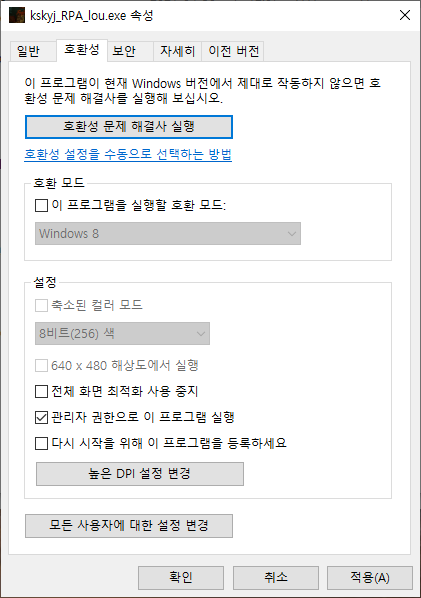 kskyj_RPA_lou.exe 속성
일반 호환성 보안 자세히 이전 버전
이 프로그램이 현재 Windows 버전에서 제대로 작동하지 않으면 호
환성 문제 해결사를 실행해 보십시오.
호환성 문제 해결사 실행
호환성 설정을 수동으로 선택하는 방법
호환 모드
이 프로그램을 실행할 호환 모드:
Windows 8
설정
축소된 컬러 모드
8비트(256) 색
640 x 480 해상도에서 실행
전체 화면 최적화 사용 중지
관리자 권한으로 이 프로그램 실행
다시 시작을 위해 이 프로그램을 등록하세요
높은 DPI 설정 변경
모든 사용자에 대한 설정 변경
확인 취소 적용(A)